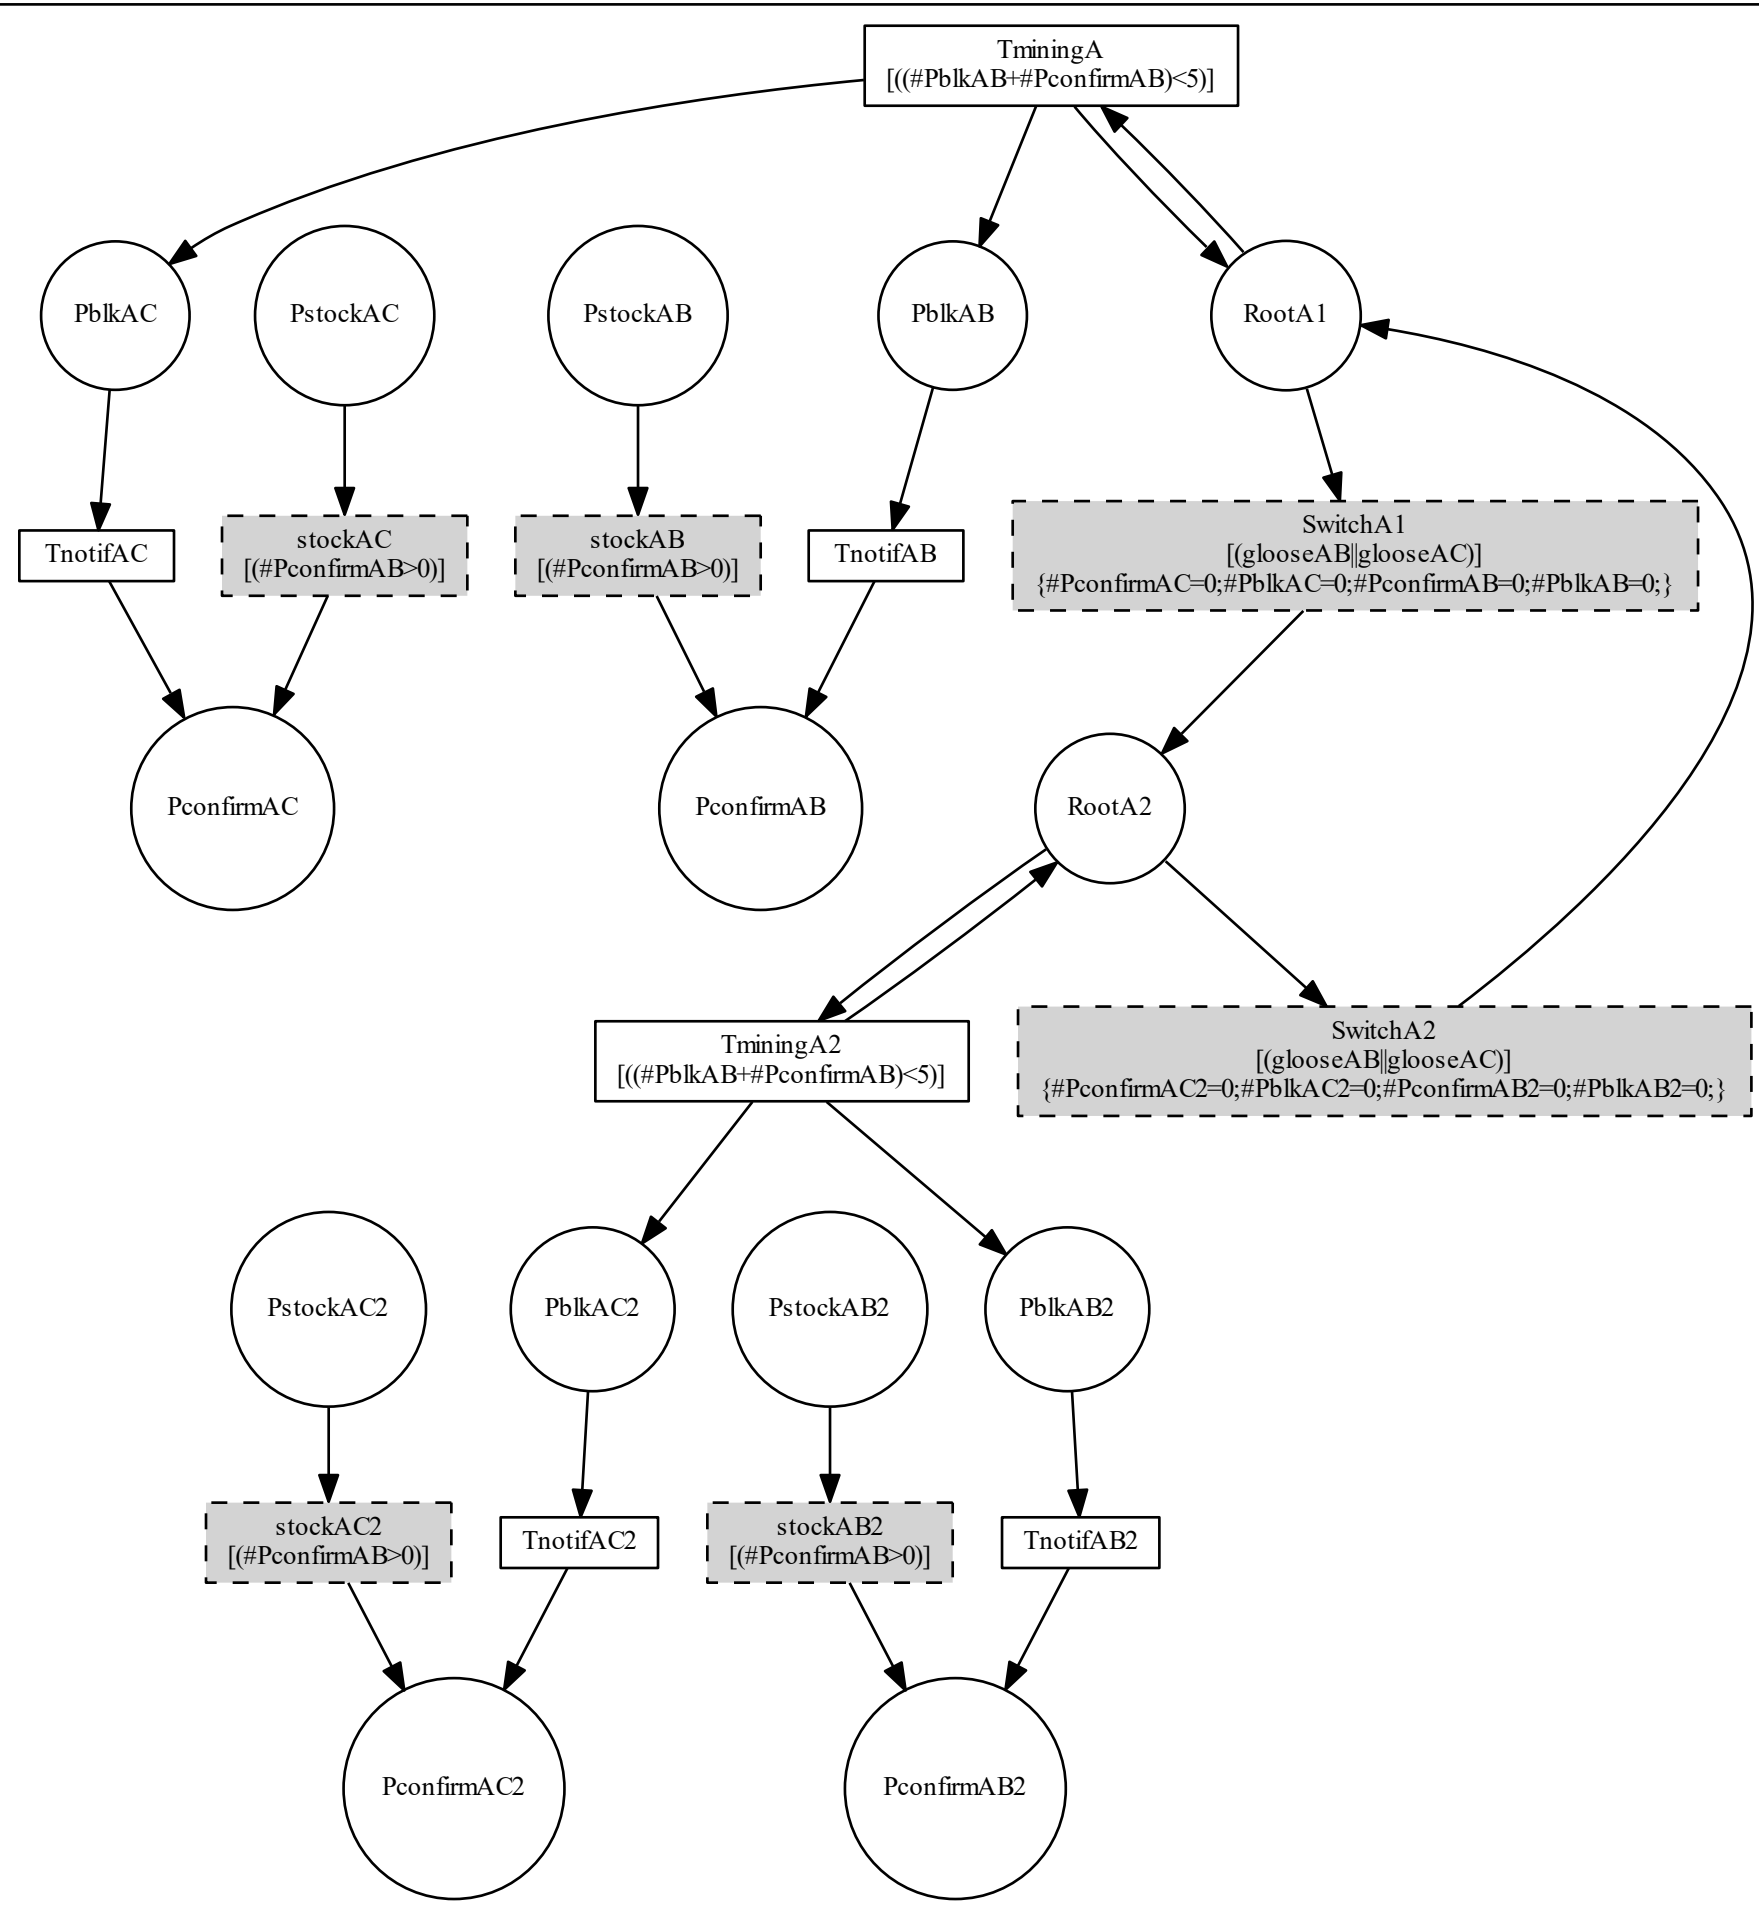 TminingA
[((#PblkAB+#PconfirmAB)<5)]
PblkAC
PstockAC
PstockAB
PblkAB
RootA1
TnotifAC
stockAC
[(#PconfirmAB>0)]
stockAB
[(#PconfirmAB>0)]
TnotifAB
SwitchA1
[(glooseAB||glooseAC)]
{#PconfirmAC=0;#PblkAC=0;#PconfirmAB=0;#PblkAB=0;}
PconfirmAC
PconfirmAB
RootA2
TminingA2
[((#PblkAB+#PconfirmAB)<5)]
SwitchA2
[(glooseAB||glooseAC)]
{#PconfirmAC2=0;#PblkAC2=0;#PconfirmAB2=0;#PblkAB2=0;}
PstockAC2
PblkAC2
PstockAB2
PblkAB2
stockAC2
[(#PconfirmAB>0)]
TnotifAC2
stockAB2
[(#PconfirmAB>0)]
TnotifAB2
PconfirmAC2
PconfirmAB2